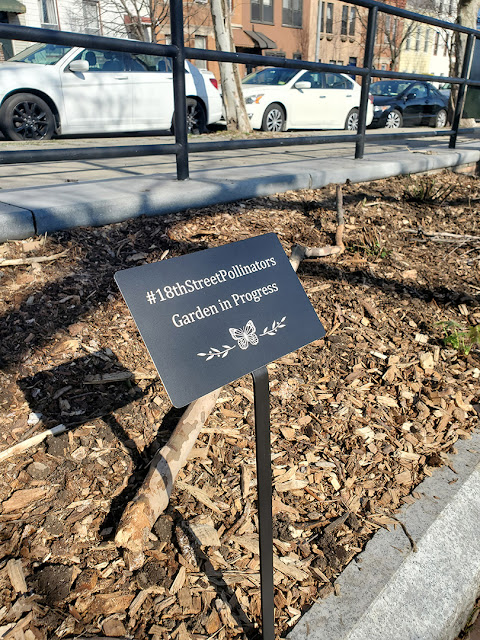 #18thStreetPollinators
Garden in Progress